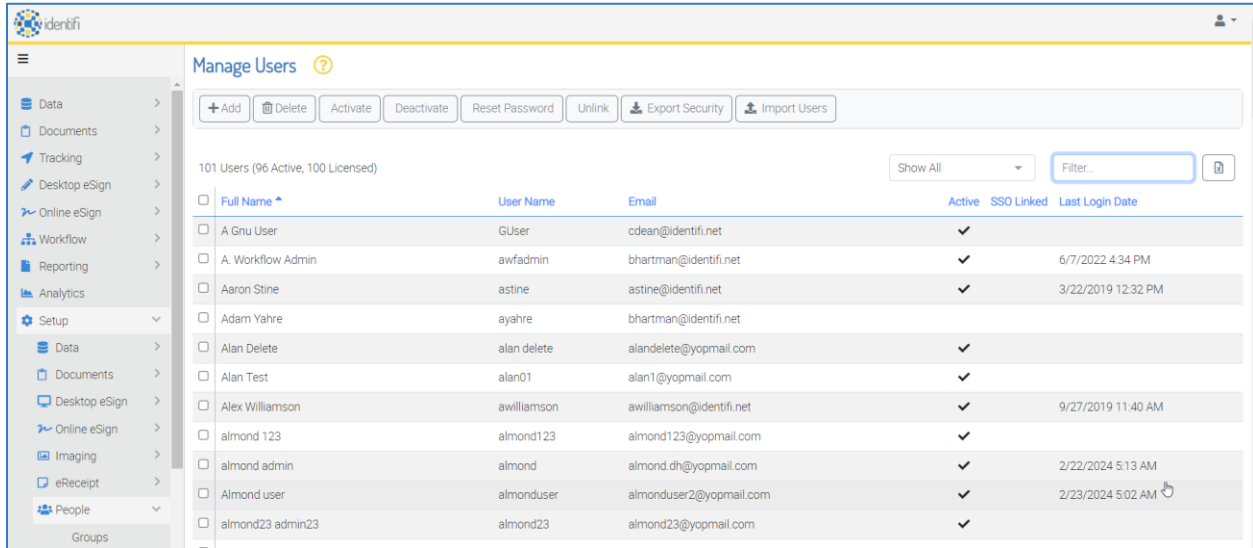 identifi
Manage Users ?
Add Delete Activate Deactivate Reset Password Unlink Export Security Import Users
101 Users (96 Active, 100 Licensed) Show All Filter...
Full Name User Name Email Active SSO Linked Last Login Date
A Gnu User GUser cdean@identifi.net
A. Workflow Admin awfadmin bhartman@identifi.net 6/7/2022 4:34 PM
Aaron Stine astine astine@identifi.net 3/22/2019 12:32 PM
Adam Yahre ayahre bhartman@identifi.net
Alan Delete alan delete alandelete@yopmail.com
Alan Test alan01 alan1@yopmail.com
Alex Williamson awilliamson awilliamson@identifi.net 9/27/2019 11:40 AM
almond 123 almond123 almond123@yopmail.com
almond admin almond almond.dh@yopmail.com 2/22/2024 5:13 AM
Almond user almonduser almonduser2@yopmail.com 2/23/2024 5:02 AM
almond23 admin23 almond23 almond23@yopmail.com
Data
Documents
Tracking
Desktop eSign
Online eSign
Workflow
Reporting
Analytics
Setup
Data
Documents
Desktop eSign
Online eSign
Imaging
eReceipt
People
Groups